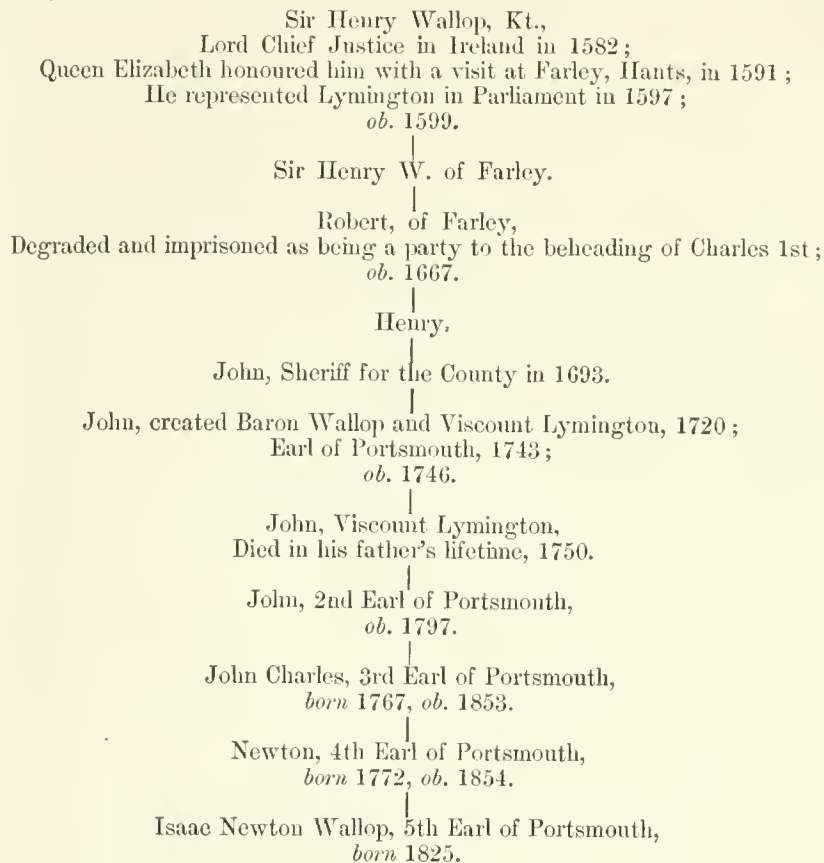 Sir Henry Wallop, Kt.,
Lord Chief Justice in Ireland in 1582;
Queen Elizabeth honoured him with a visit at Farley, Hants, in 1591;
He represented Lymington in Parliament in 1597;
ob. 1599.
Sir Henry W. of Farley.
Robert, of Farley,
Degraded and imprisoned as being a party to the beheading of Charles 1st;
ob. 1667.
Henry.
John, Sheriff for the County in 1693.
John, created Baron Wallop and Viscount Lymington, 1720;
Earl of Portsmouth, 1743;
ob. 1746.
John, Viscount Lymington,
Died in his father's lifetime, 1750.
John, 2nd Earl of Portsmouth,
ob. 1797.
John Charles, 3rd Earl of Portsmouth,
born 1767, ob. 1853.
Newton, 4th Earl of Portsmouth,
born 1772, ob. 1854.
Isaac Newton Wallop, 5th Earl of Portsmouth,
born 1825.